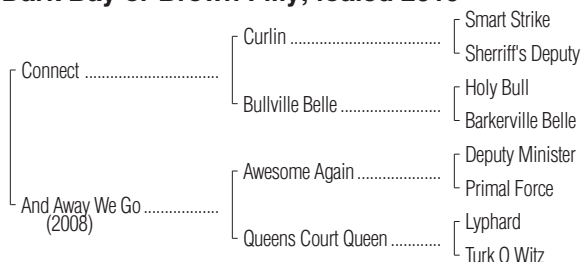 Dark Bay or Brown Filly; foaled
Smart Strike
Curlin
Sherriff's Deputy
Connect
Holy Bull
Bullville Belle
Barkerville Belle
Deputy Minister
Awesome Again
Primal Force
And Away We Go
(2008)
Lyphard
Queens Court Queen
Turk O Witz